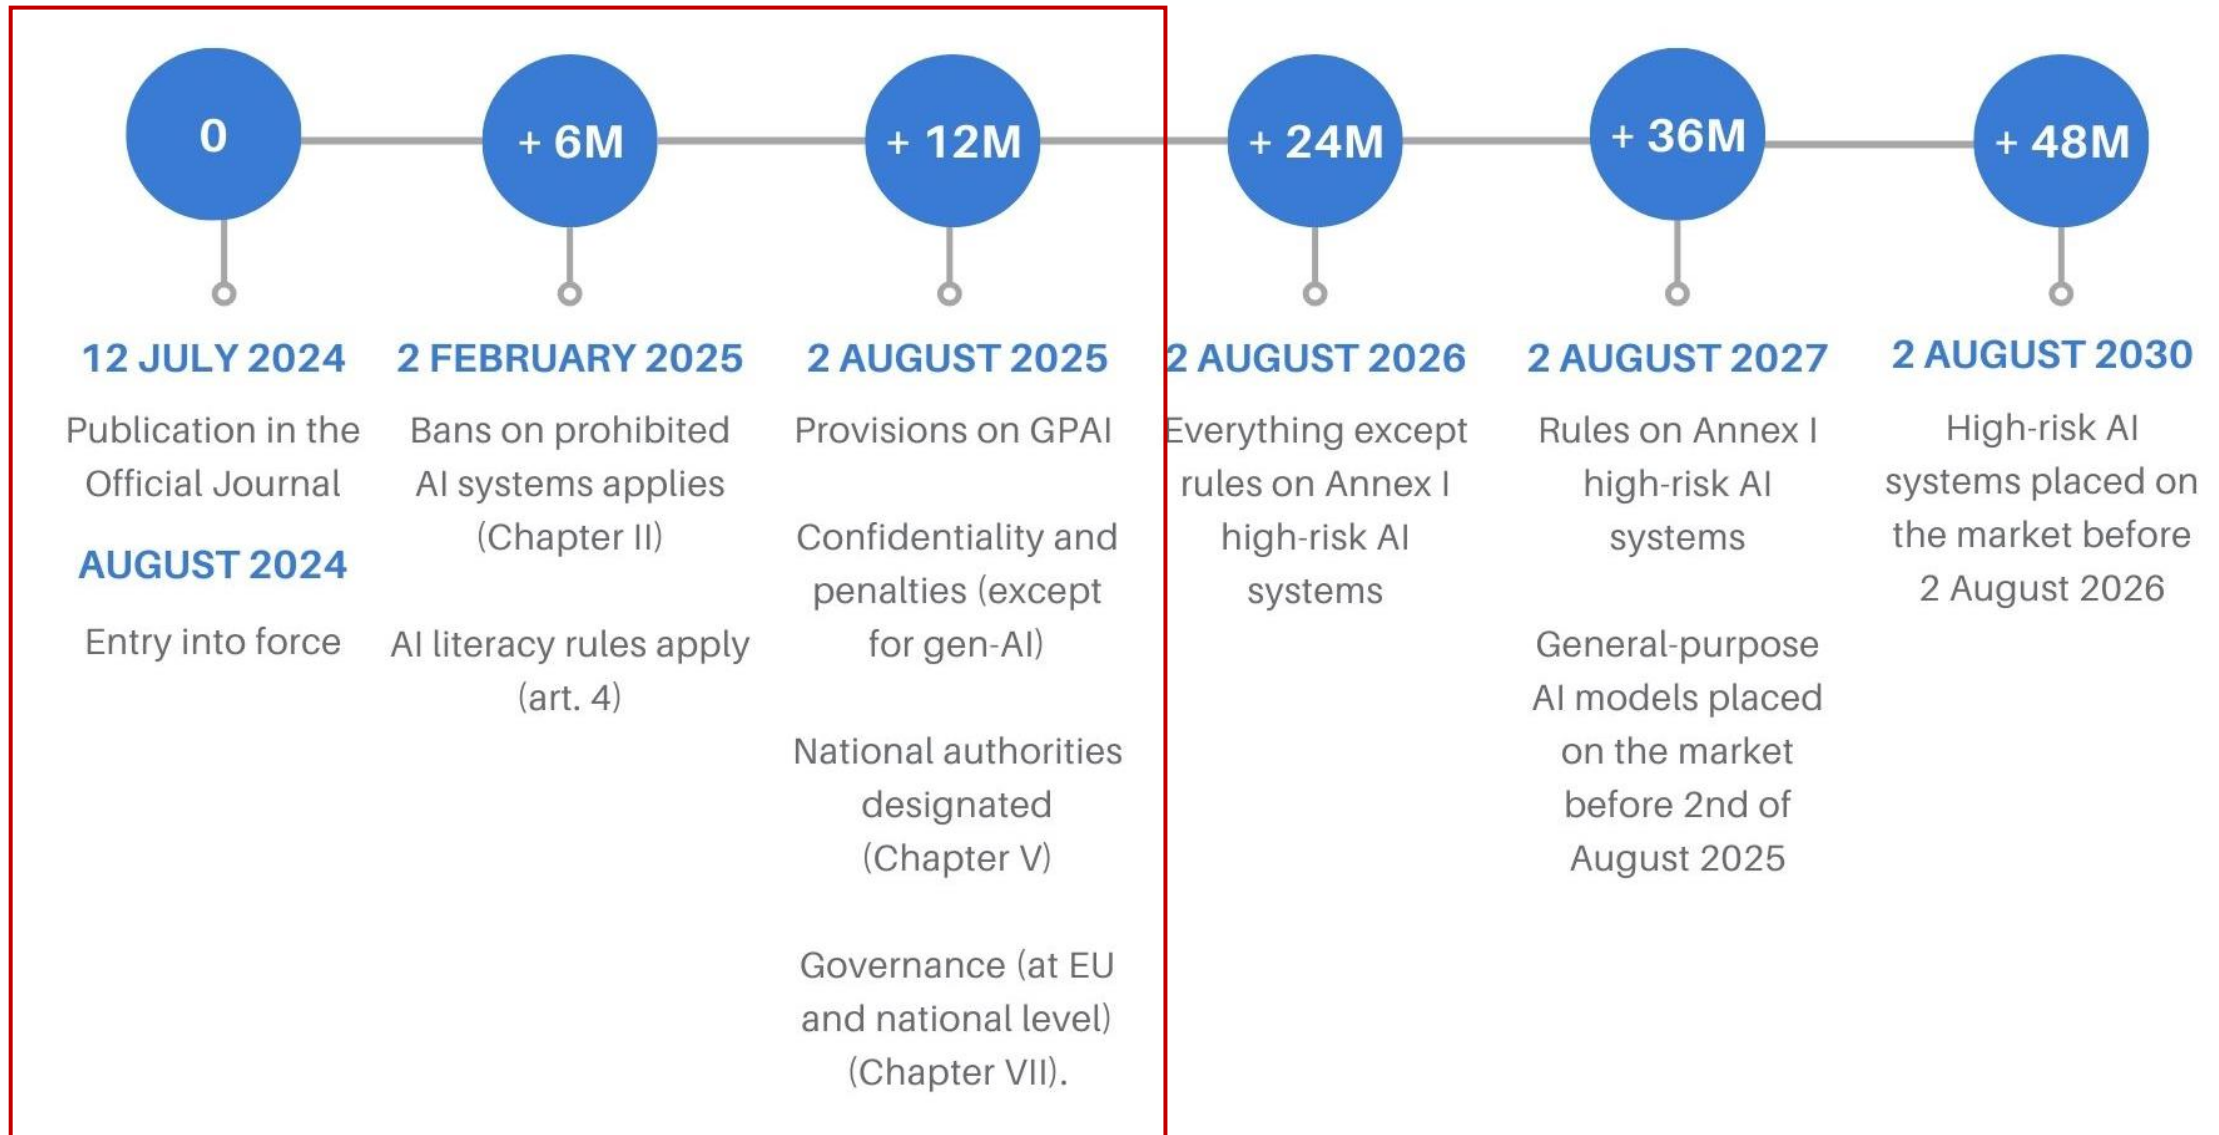 0
+ 6M
+ 12M
+ 24M
+ 36M
+ 48M
12 JULY 2024
Publication in the
Official Journal
AUGUST 2024
Entry into force
2 FEBRUARY 2025
Bans on prohibited
AI systems applies
(Chapter II)
AI literacy rules apply
(art. 4)
2 AUGUST 2025
Provisions on GPAI
Confidentiality and
penalties (except
for gen-AI)
National authorities
designated
(Chapter V)
Governance (at EU
and national level)
(Chapter VII).
2 AUGUST 2026
Everything except
rules on Annex I
high-risk AI
systems
2 AUGUST 2027
Rules on Annex I
high-risk AI
systems
General-purpose
AI models placed
on the market
before 2nd of
August 2025
2 AUGUST 2030
High-risk AI
systems placed on
the market before
2 August 2026